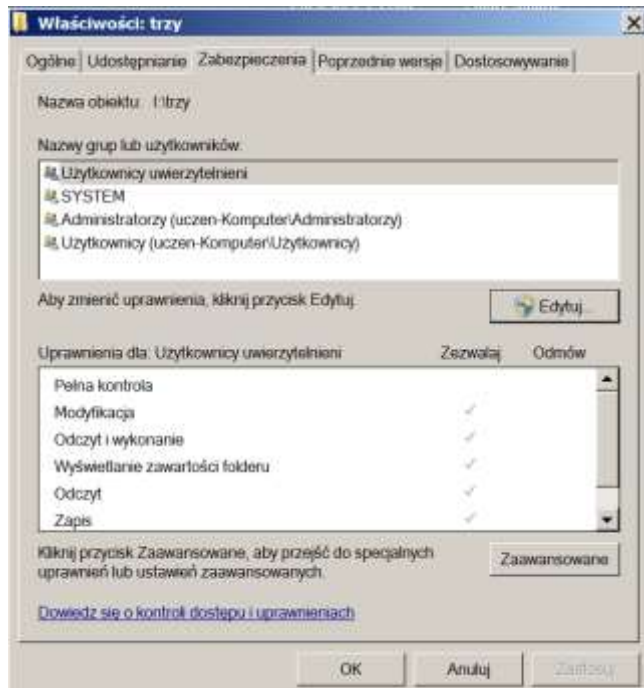 Właściwości: trzy
Ogólne Udostępnianie Zabezpieczenia Poprzednie wersje Dostosowywanie
Nazwa obiektu: I:\trzy
Nazwy grup lub użytkowników:
Użytkownicy uwierzytelnieni
SYSTEM
Administratorzy (uczen-Komputer\Administratorzy)
Użytkownicy (uczen-Komputer\Użytkownicy)
Aby zmienić uprawnienia, kliknij przycisk Edytuj.
Edytuj...
Uprawnienia dla: Użytkownicy uwierzytelnieni Zezwalaj Odmów
Pełna kontrola
Modyfikacja
Odczyt i wykonanie
Wyświetlanie zawartości folderu
Odczyt
Zapis
Kliknij przycisk Zaawansowane, aby przejść do specjalnych
uprawnień lub ustawień zaawansowanych.
Zaawansowane
Dowiedz się o kontroli dostępu i uprawnieniach
OK Anuluj Zastosuj